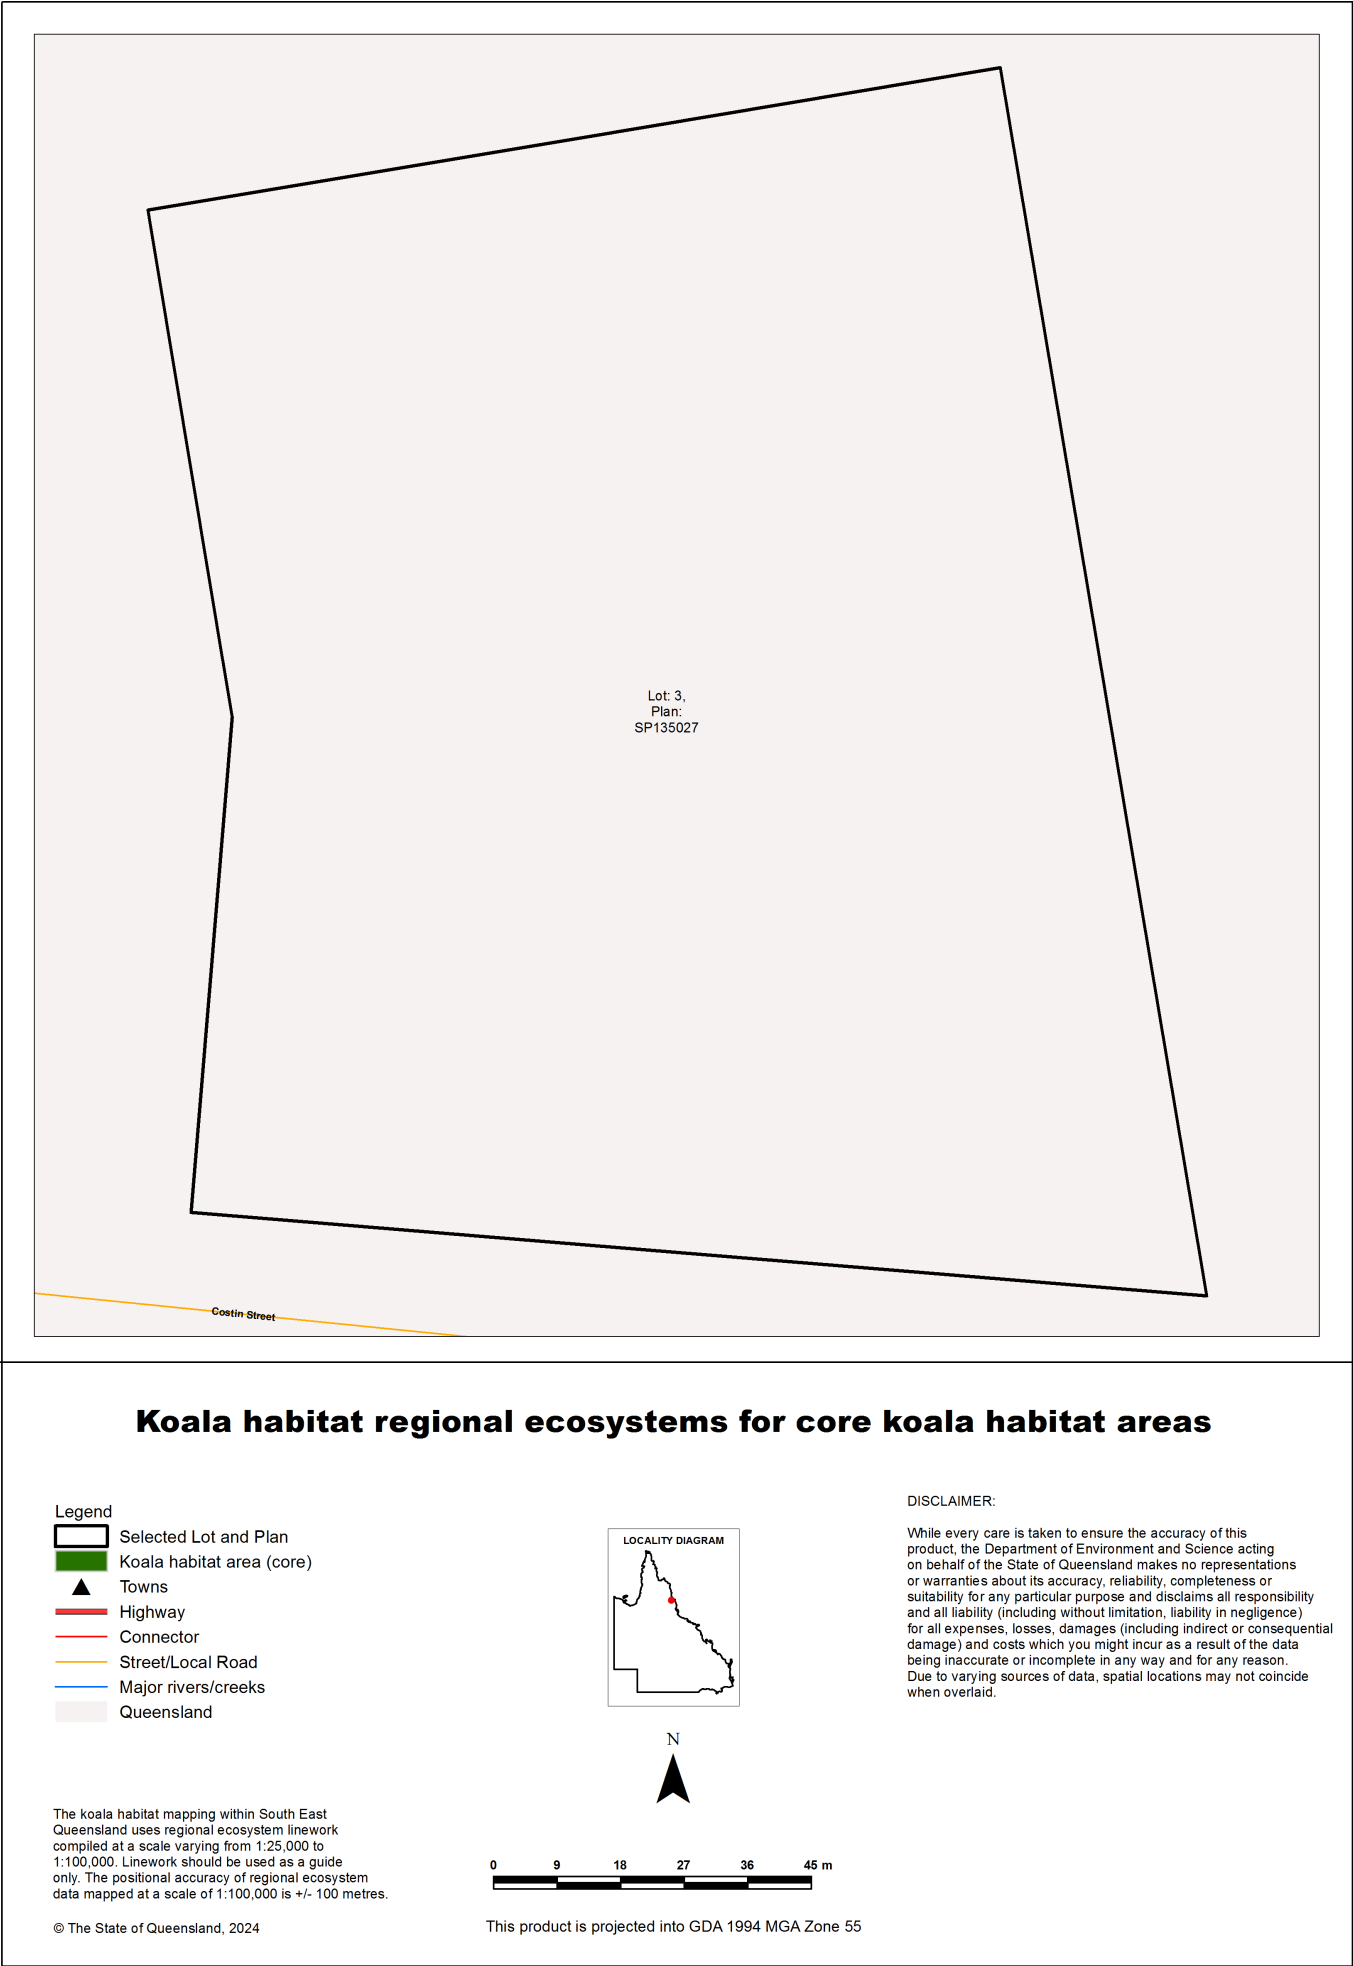 Lot: 3,
Plan:
SP135027
Costin Street
Koala habitat regional ecosystems for core koala habitat areas
Legend
Selected Lot and Plan
Koala habitat area (core)
Towns
Highway
Connector
Street/Local Road
Major rivers/creeks
Queensland
The koala habitat mapping within South East
Queensland uses regional ecosystem linework
compiled at a scale varying from 1:25,000 to
1:100,000. Linework should be used as a guide
only. The positional accuracy of regional ecosystem
data mapped at a scale of 1:100,000 is +/- 100 metres.
© The State of Queensland, 2024
LOCALITY DIAGRAM
N
0 9 18 27 36 45 m
This product is projected into GDA 1994 MGA Zone 55
DISCLAIMER:
While every care is taken to ensure the accuracy of this
product, the Department of Environment and Science acting
on behalf of the State of Queensland makes no representations
or warranties about its accuracy, reliability, completeness or
suitability for any particular purpose and disclaims all responsibility
and all liability (including without limitation, liability in negligence)
for all expenses, losses, damages (including indirect or consequential
damage) and costs which you might incur as a result of the data
being inaccurate or incomplete in any way and for any reason.
Due to varying sources of data, spatial locations may not coincide
when overlaid.